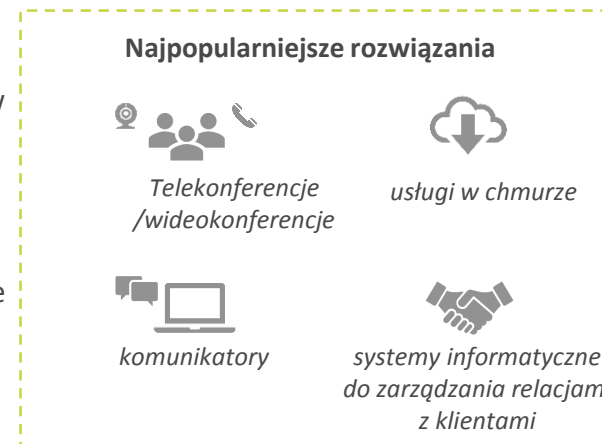 Najpopularniejsze rozwiązania
Telekonferencje
/wideokonferencje
usługi w chmurze
komunikatory
systemy informatyczne
do zarządzania relacjam
z klientami